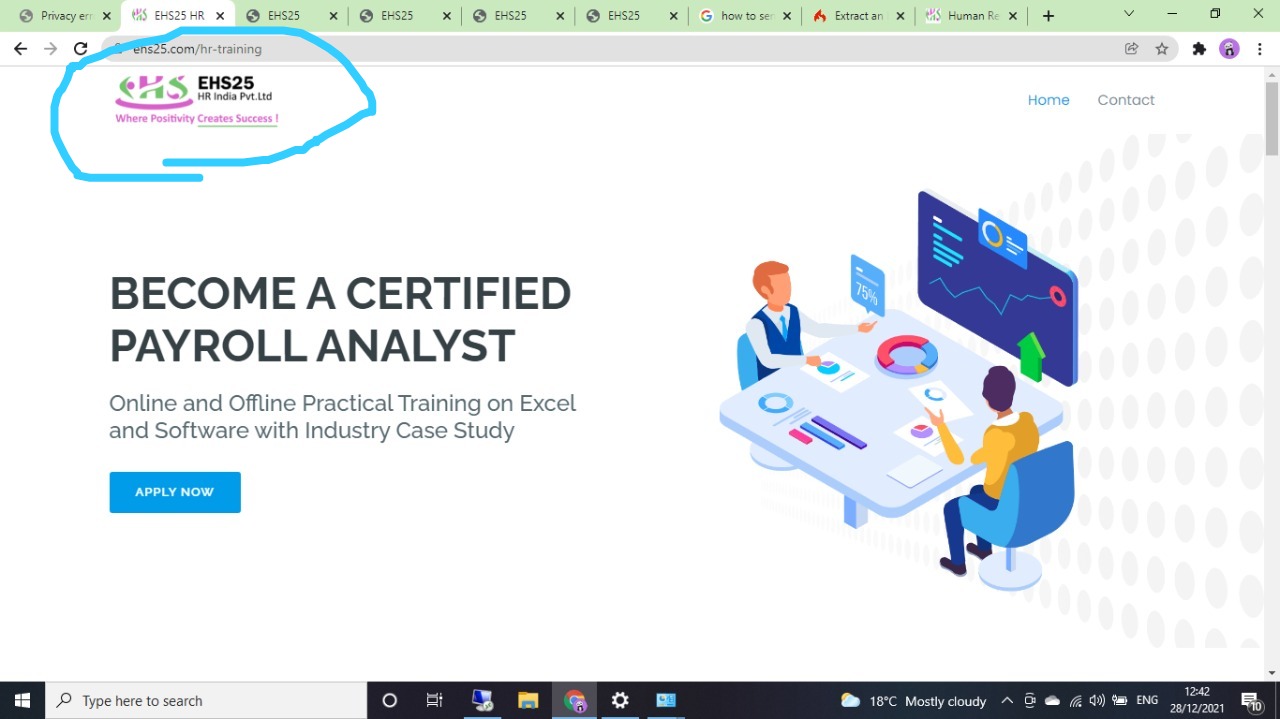 Privacy err
EHS25 HR
EHS25
EHS25
EHS25
EHS25
how to ser
Extract an
Human Re
ehs25.com/hr-training
EHS
EHS25
HR India Pvt.Ltd
Where Positivity Creates Success !
Home
Contact
BECOME A CERTIFIED
PAYROLL ANALYST
Online and Offline Practical Training on Excel
and Software with Industry Case Study
APPLY NOW
75%
Type here to search
18°C Mostly cloudy
ENG
12:42
28/12/2021
10